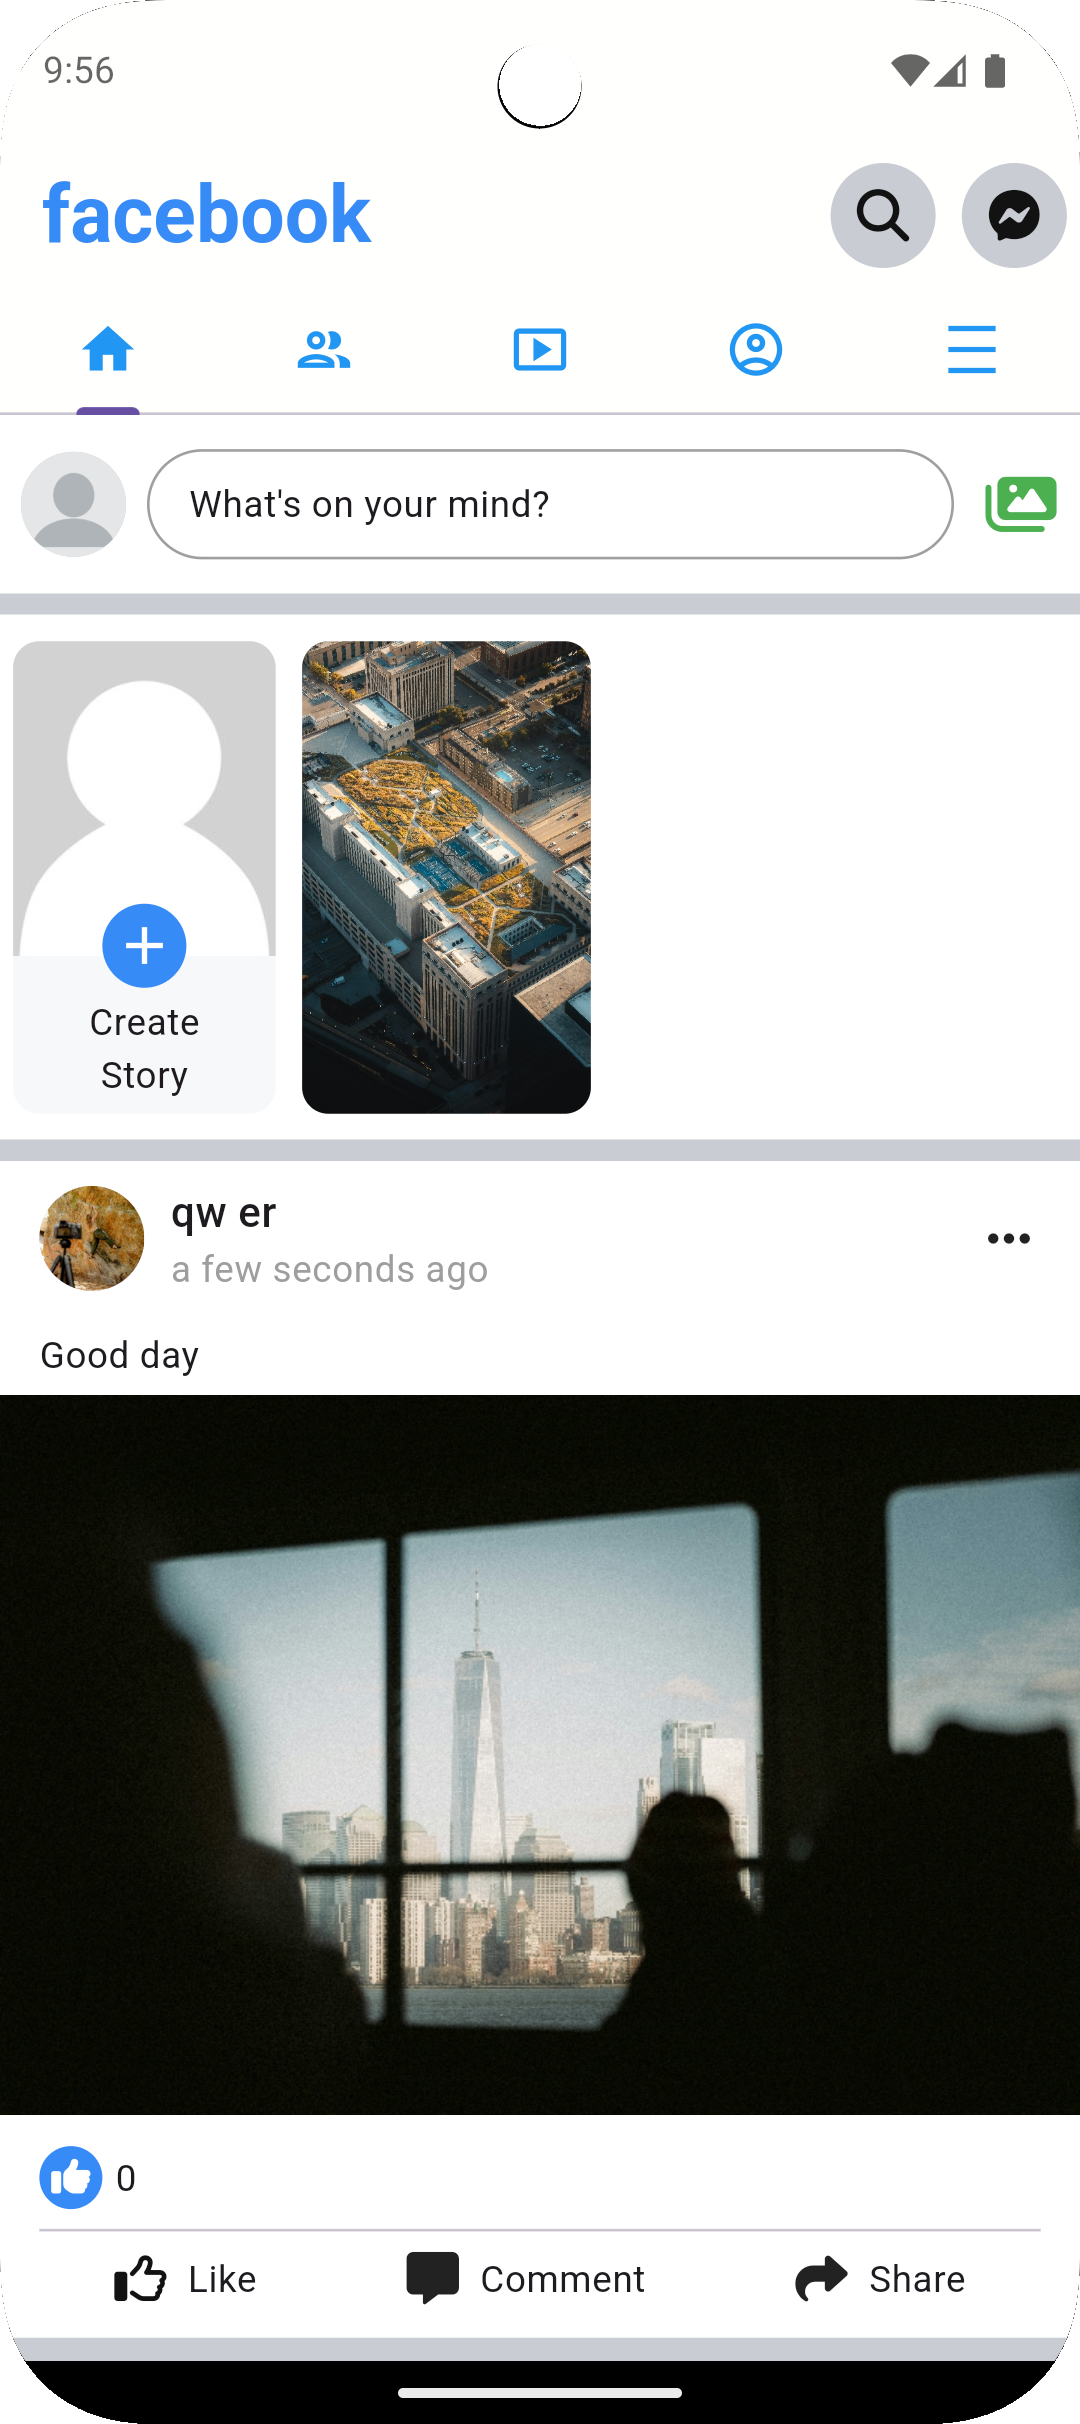 9:56
facebook
What's on your mind?
Create
Story
qw er
a few seconds ago
Good day
0
Like
Comment
Share